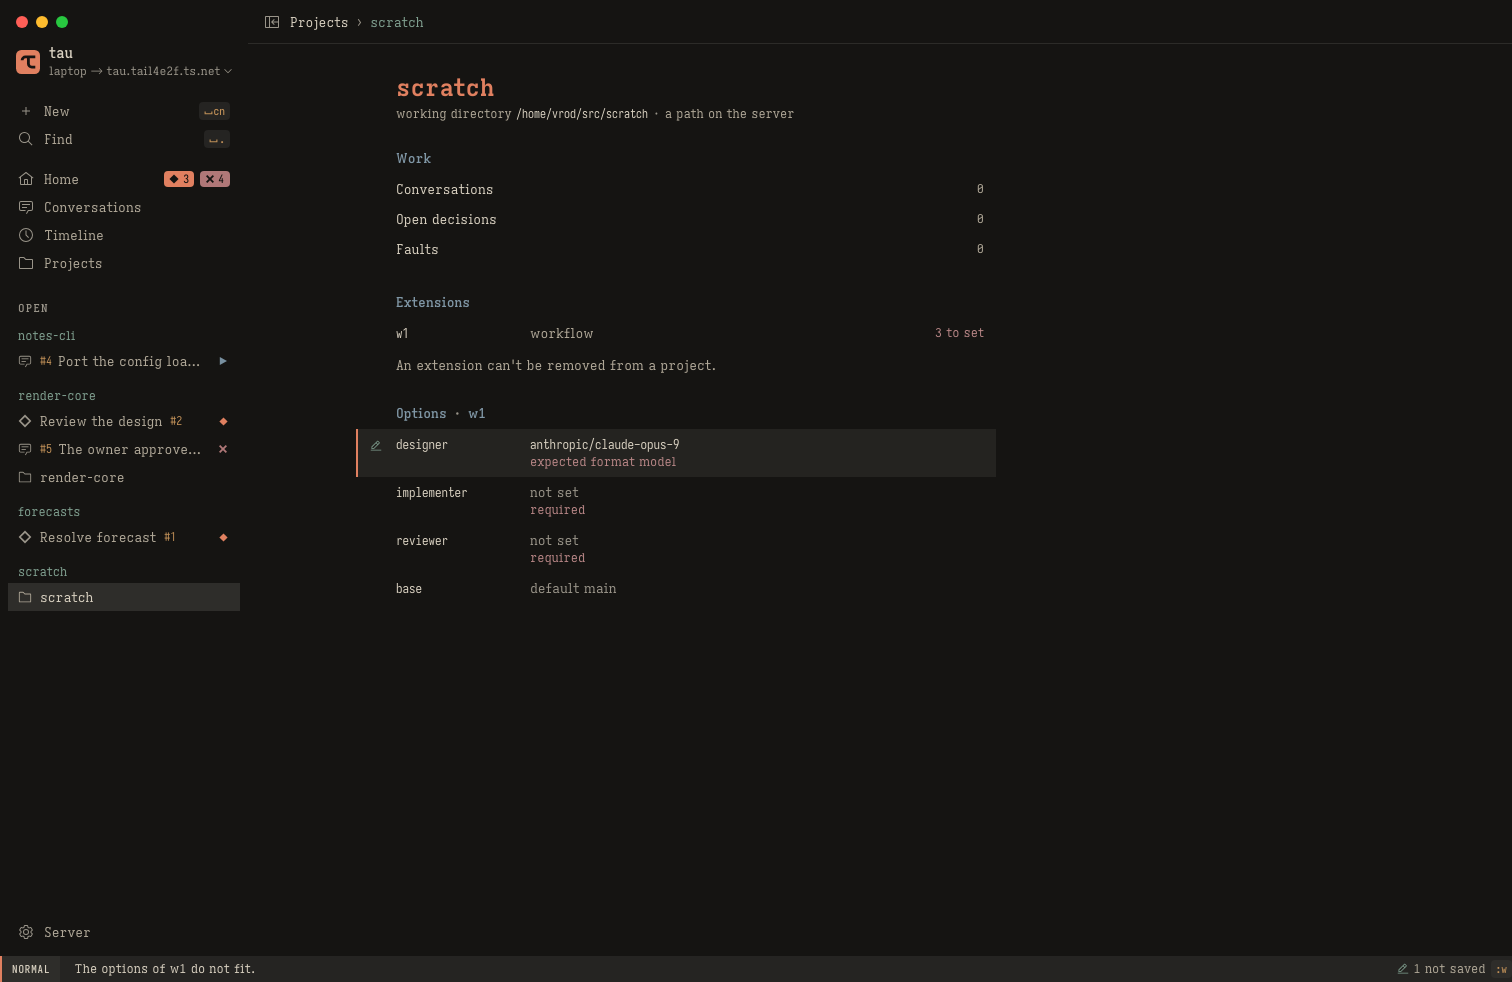 tau
laptop → tau.tail4e2f.ts.net
New ⎵cn
Find ⎵.
Home ◆ 3 ✕ 4
Conversations
Timeline
Projects
OPEN
notes-cli
#4 Port the config loa...
render-core
Review the design #2
#5 The owner approve...
render-core
forecasts
Resolve forecast #1
scratch
scratch
Server
Projects › scratch
scratch
working directory /home/vrod/src/scratch · a path on the server
Work
Conversations 0
Open decisions 0
Faults 0
Extensions
w1 workflow 3 to set
An extension can't be removed from a project.
Options · w1
designer anthropic/claude-opus-9
expected format model
implementer not set
required
reviewer not set
required
base default main
NORMAL The options of w1 do not fit. 1 not saved :w